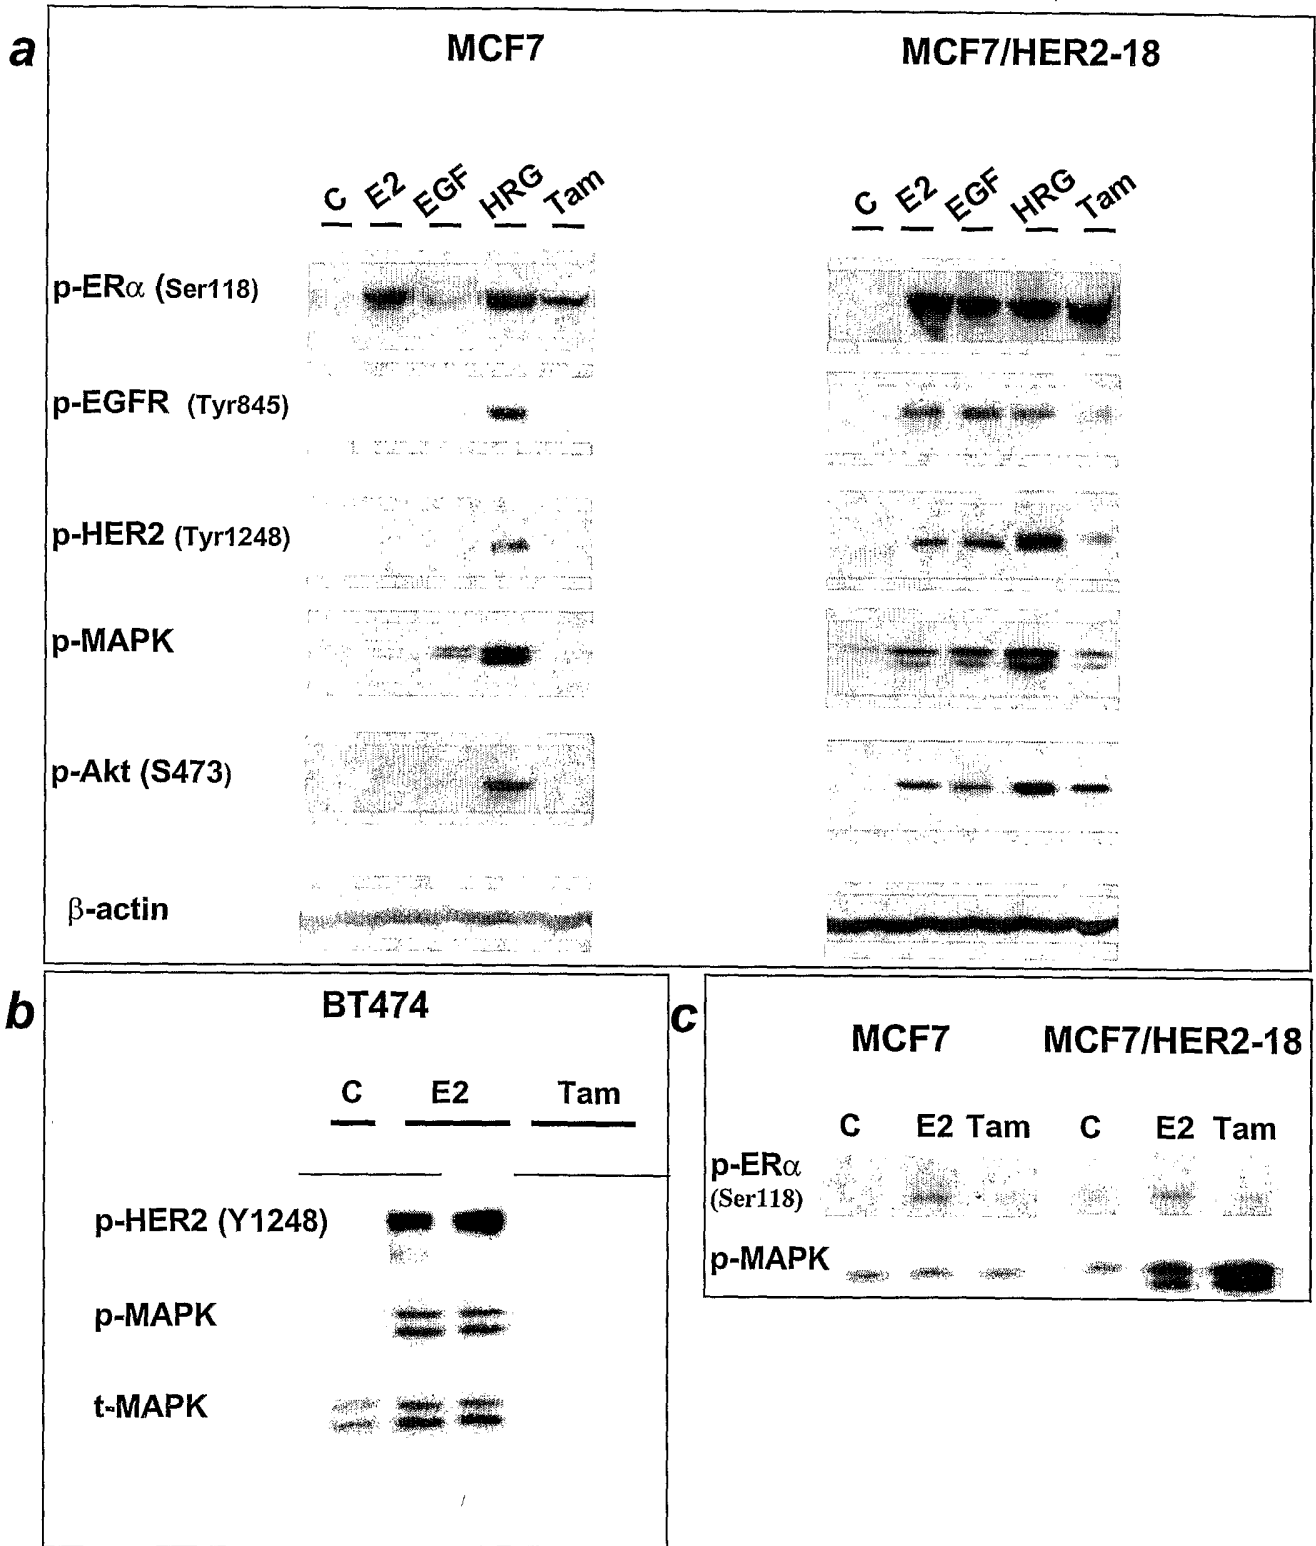 a
MCF7 MCF7/HER2-18
C E2 EGF HRG Tam C E2 EGF HRG Tam
p-ERα (Ser118)
p-EGFR (Tyr845)
p-HER2 (Tyr1248)
p-MAPK
p-Akt (S473)
β-actin
b
BT474
C E2 Tam
p-HER2 (Y1248)
p-MAPK
t-MAPK
c
MCF7 MCF7/HER2-18
C E2 Tam C E2 Tam
p-ERα
(Ser118)
p-MAPK